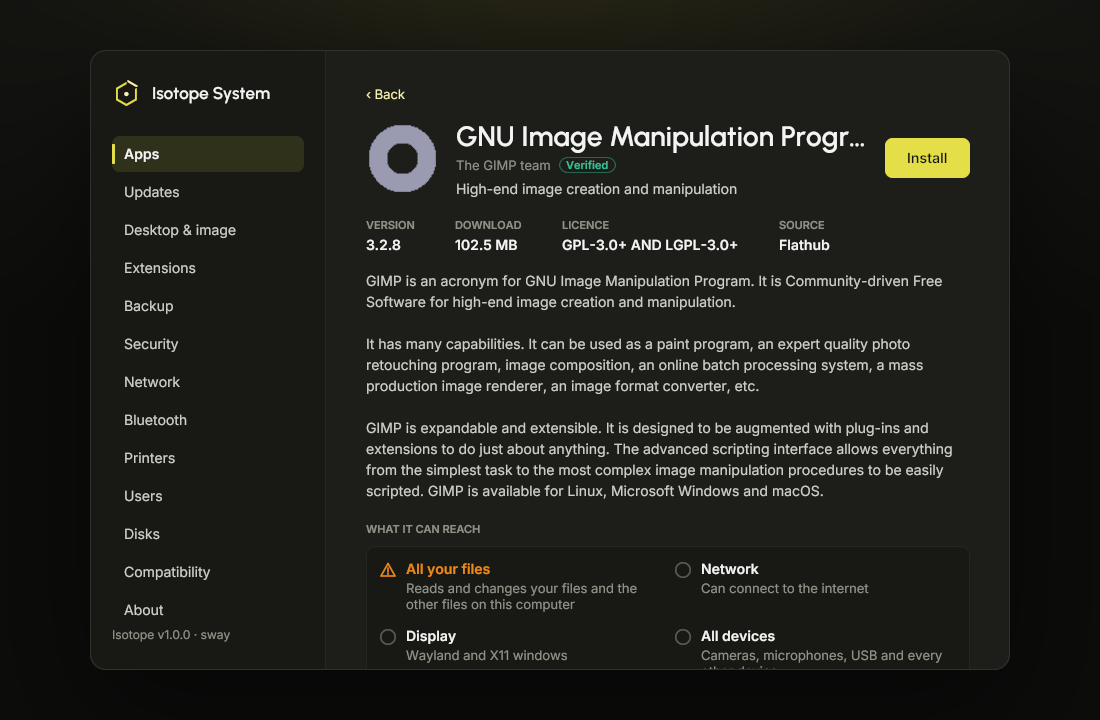 Isotope System
Apps
Updates
Desktop & image
Extensions
Backup
Security
Network
Bluetooth
Printers
Users
Disks
Compatibility
About
Isotope v1.0.0 · sway
‹ Back
GNU Image Manipulation Progr...
The GIMP team Verified
High-end image creation and manipulation
Install
VERSION DOWNLOAD LICENCE SOURCE
3.2.8 102.5 MB GPL-3.0+ AND LGPL-3.0+ Flathub
GIMP is an acronym for GNU Image Manipulation Program. It is Community-driven Free
Software for high-end image creation and manipulation.
It has many capabilities. It can be used as a paint program, an expert quality photo
retouching program, image composition, an online batch processing system, a mass
production image renderer, an image format converter, etc.
GIMP is expandable and extensible. It is designed to be augmented with plug-ins and
extensions to do just about anything. The advanced scripting interface allows everything
from the simplest task to the most complex image manipulation procedures to be easily
scripted. GIMP is available for Linux, Microsoft Windows and macOS.
WHAT IT CAN REACH
All your files
Reads and changes your files and the
other files on this computer
Network
Can connect to the internet
Display
Wayland and X11 windows
All devices
Cameras, microphones, USB and every